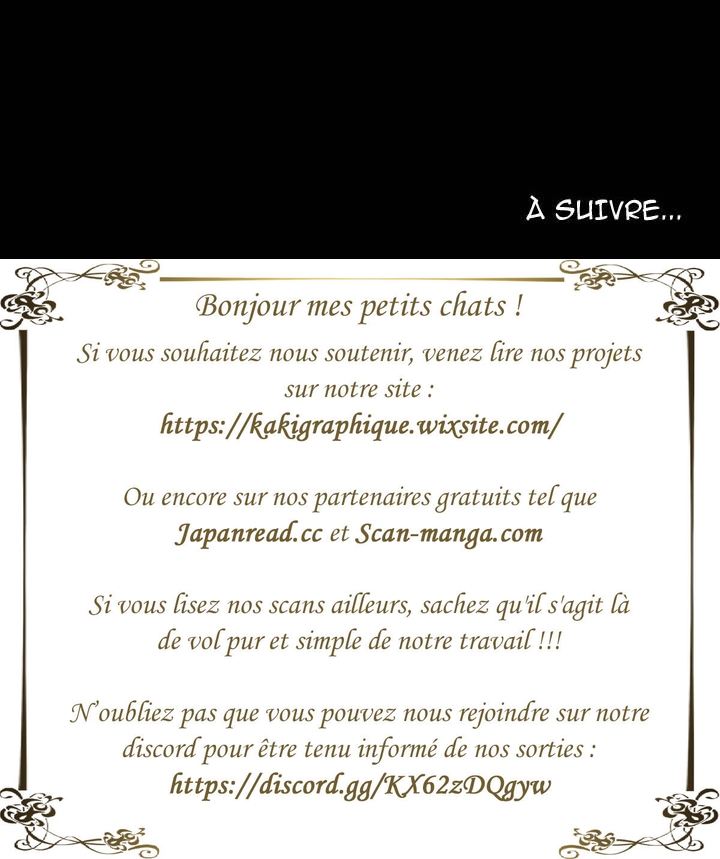 À SUIVRE...
Bonjour mes petits chats !
Si vous souhaitez nous soutenir, venez lire nos projets
sur notre site :
https://kakigraphique.wixsite.com/
Ou encore sur nos partenaires gratuits tel que
Japanread.cc et Scan-manga.com
Si vous lisez nos scans ailleurs, sachez qu'il s'agit là
de vol pur et simple de notre travail !!!
N'oubliez pas que vous pouvez nous rejoindre sur notre
discord pour être tenu informé de nos sorties :
https://discord.gg/KX62zDQgyw